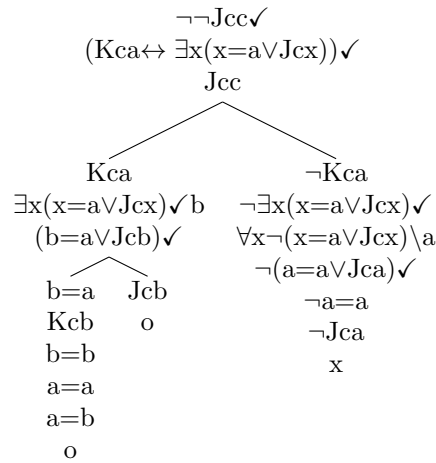 ¬¬Jcc✓
(Kca↔ ∃x(x=a∨Jcx))✓
Jcc
Kca ¬Kca
∃x(x=a∨Jcx)✓b ¬∃x(x=a∨Jcx)✓
(b=a∨Jcb)✓ ∀x¬(x=a∨Jcx)\a
¬(a=a∨Jca)✓
b=a Jcb ¬a=a
Kcb o ¬Jca
b=b x
a=a
a=b
o